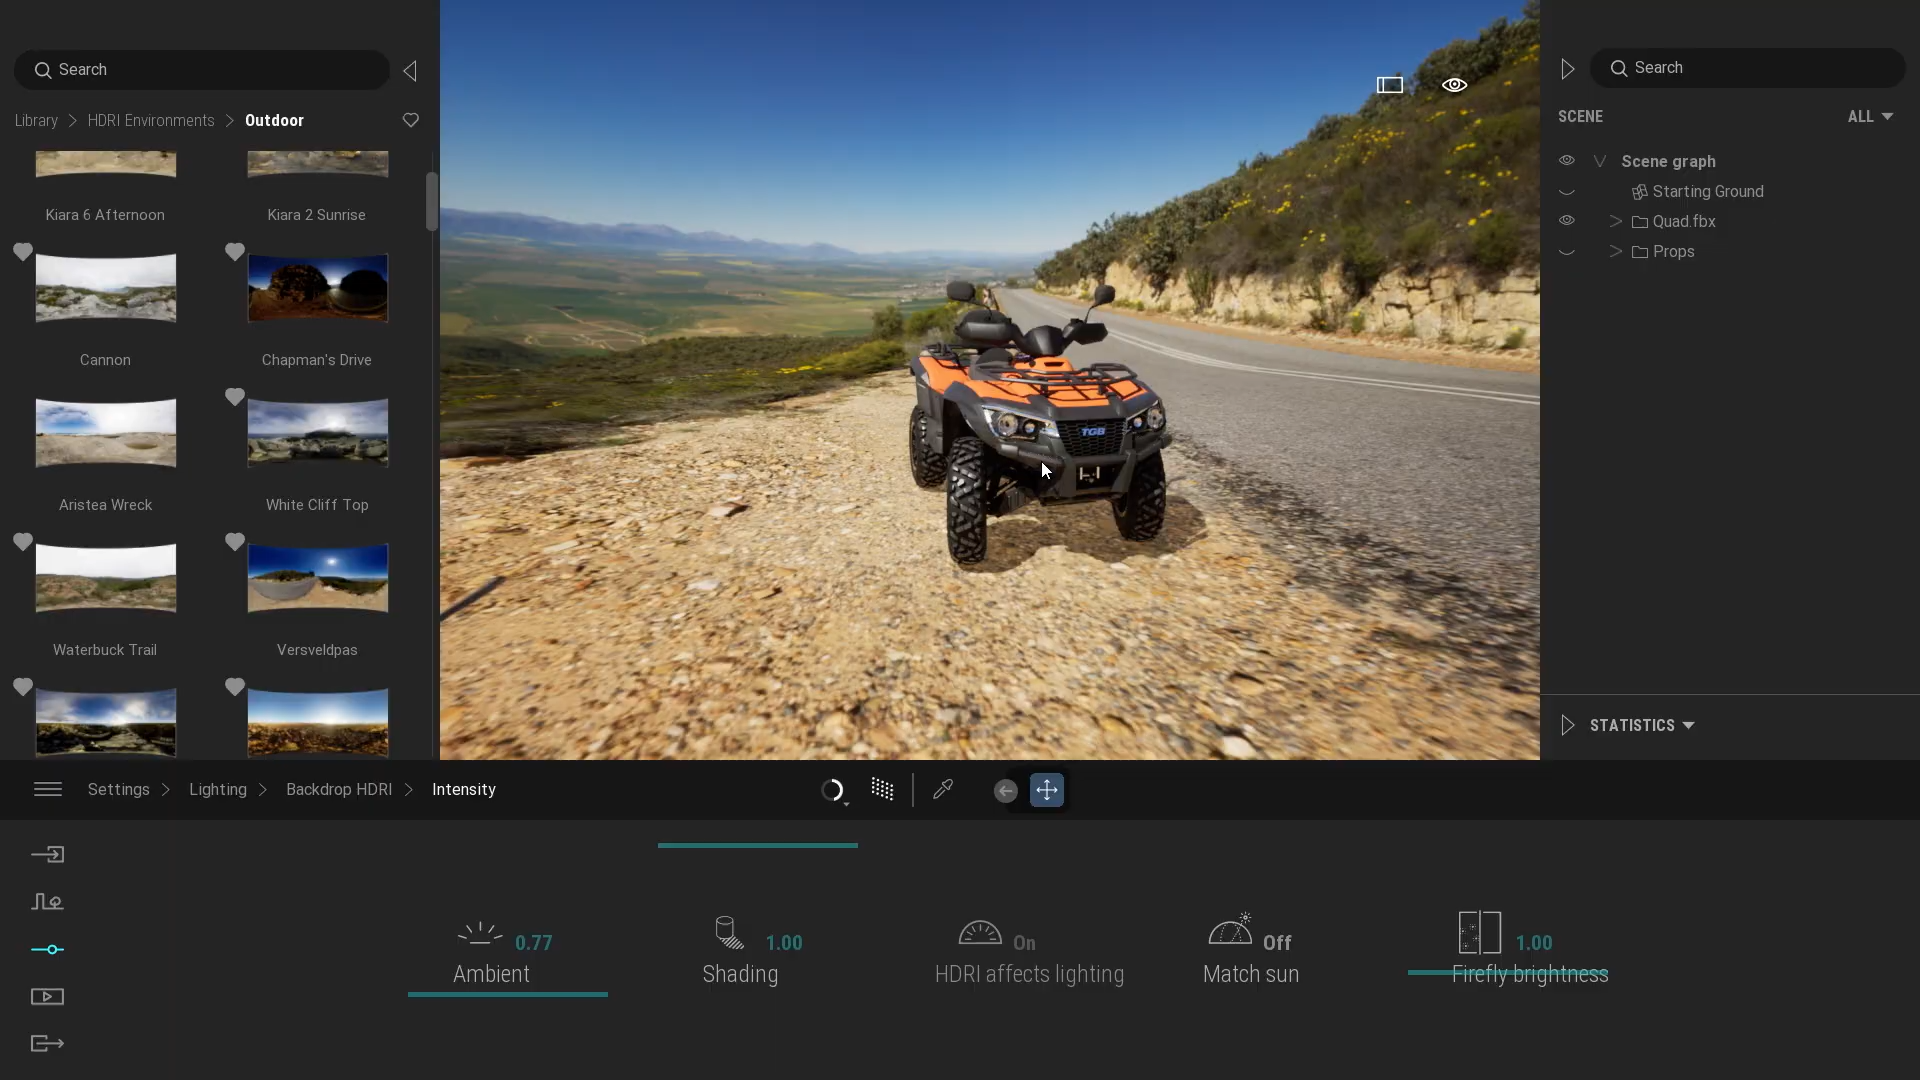 Search
Library > HDRI Environments > Outdoor
Kiara 6 Afternoon
Kiara 2 Sunrise
Cannon
Chapman's Drive
Aristea Wreck
White Cliff Top
Waterbuck Trail
Versveldpas
TGB
Search
SCENE
ALL
Scene graph
Starting Ground
Quad.fbx
Props
STATISTICS
Settings > Lighting > Backdrop HDRI > Intensity
0.77
Ambient
1.00
Shading
On
HDRI affects lighting
Off
Match sun
1.00
Firefly brightness